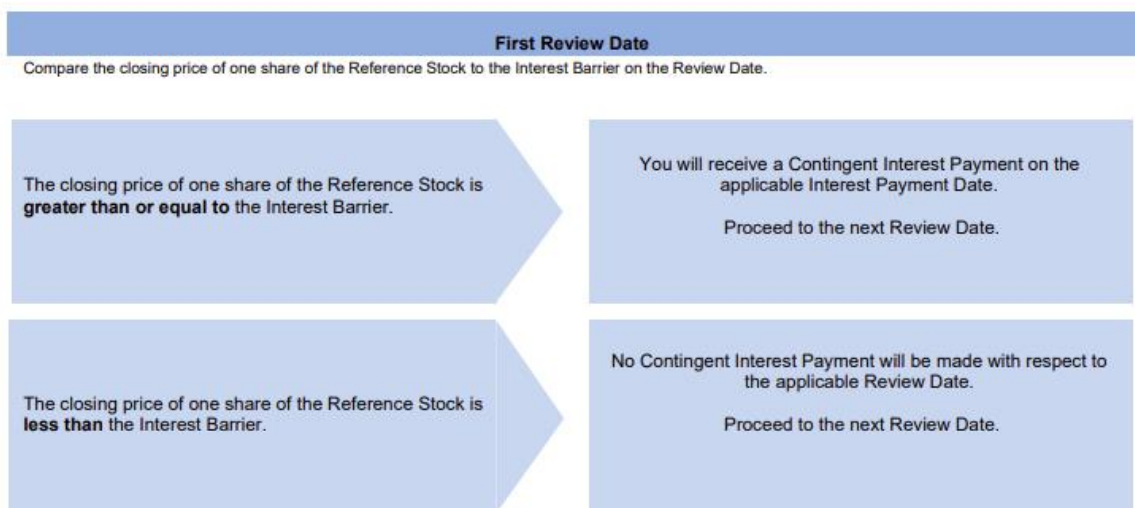 First Review Date
Compare the closing price of one share of the Reference Stock to the Interest Barrier on the Review Date.
The closing price of one share of the Reference Stock is
greater than or equal to the Interest Barrier.
You will receive a Contingent Interest Payment on the
applicable Interest Payment Date.
Proceed to the next Review Date.
The closing price of one share of the Reference Stock is
less than the Interest Barrier.
No Contingent Interest Payment will be made with respect to
the applicable Review Date.
Proceed to the next Review Date.